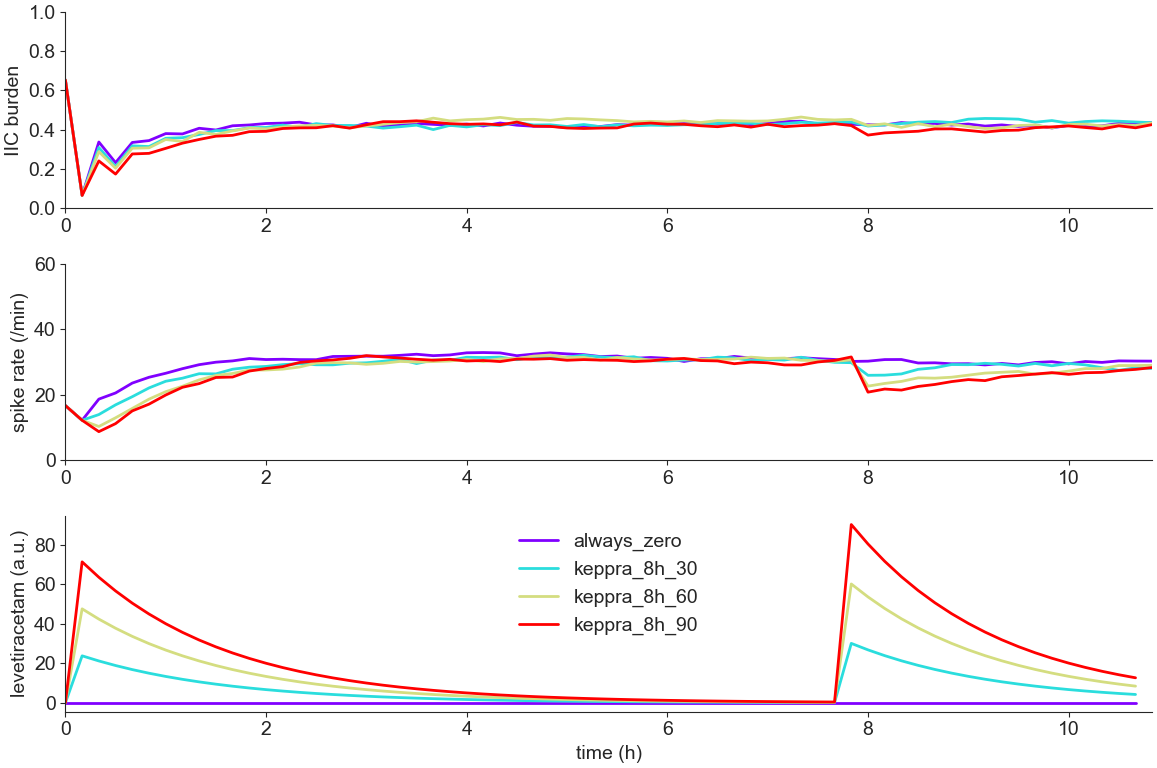 1.0
0.8
0.6
0.4
0.2
0.0
IIC burden
0 2 4 6 8 10
60
40
20
0
spike rate (/min)
0 2 4 6 8 10
80
60
40
20
0
levetiracetam (a.u.)
always_zero
keppra_8h_30
keppra_8h_60
keppra_8h_90
0 2 4 6 8 10
time (h)